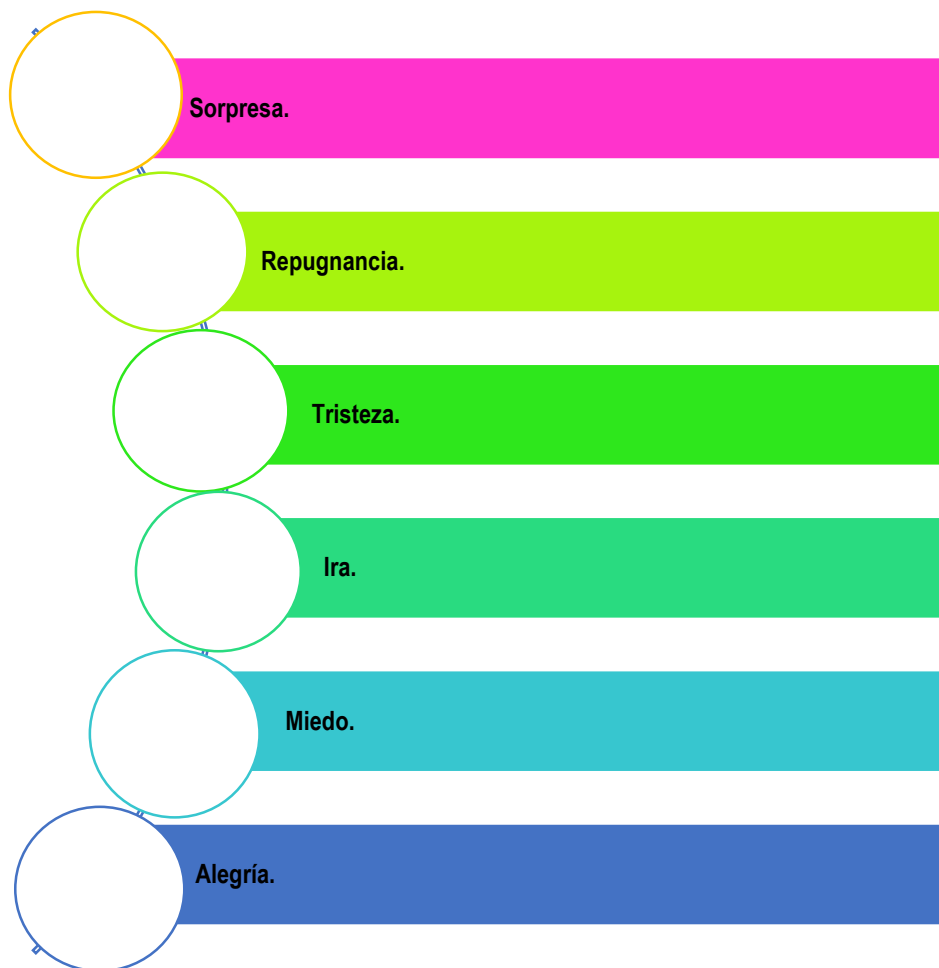 Sorpresa.
Repugnancia.
Tristeza.
Ira.
Miedo.
Alegría.